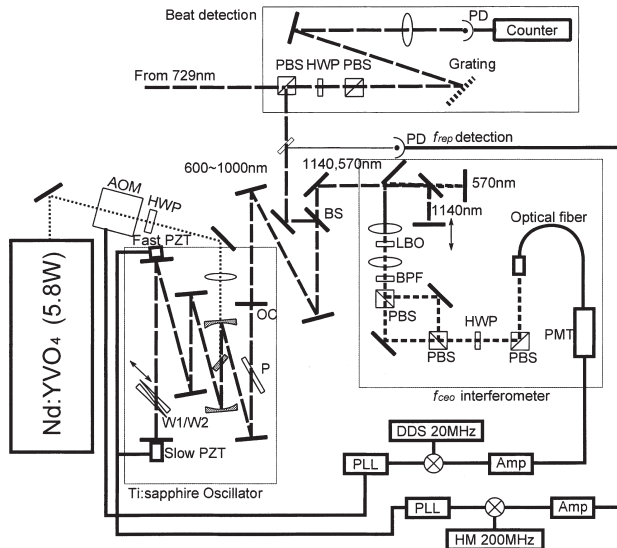 Beat detection
PD
Counter
PBS HWP PBS
From 729nm
Grating
PD
f_rep detection
600~1000nm
1140,570nm
570nm
AOM
HWP
BS
1140nm
Optical fiber
Fast PZT
LBO
BPF
OC
PBS
HWP
PMT
PBS
PBS
P
Nd:YVO₄ (5.8W)
f_ceo interferometer
W1/W2
DDS 20MHz
Slow PZT
PLL
Amp
Ti:sapphire Oscillator
PLL
Amp
HM 200MHz